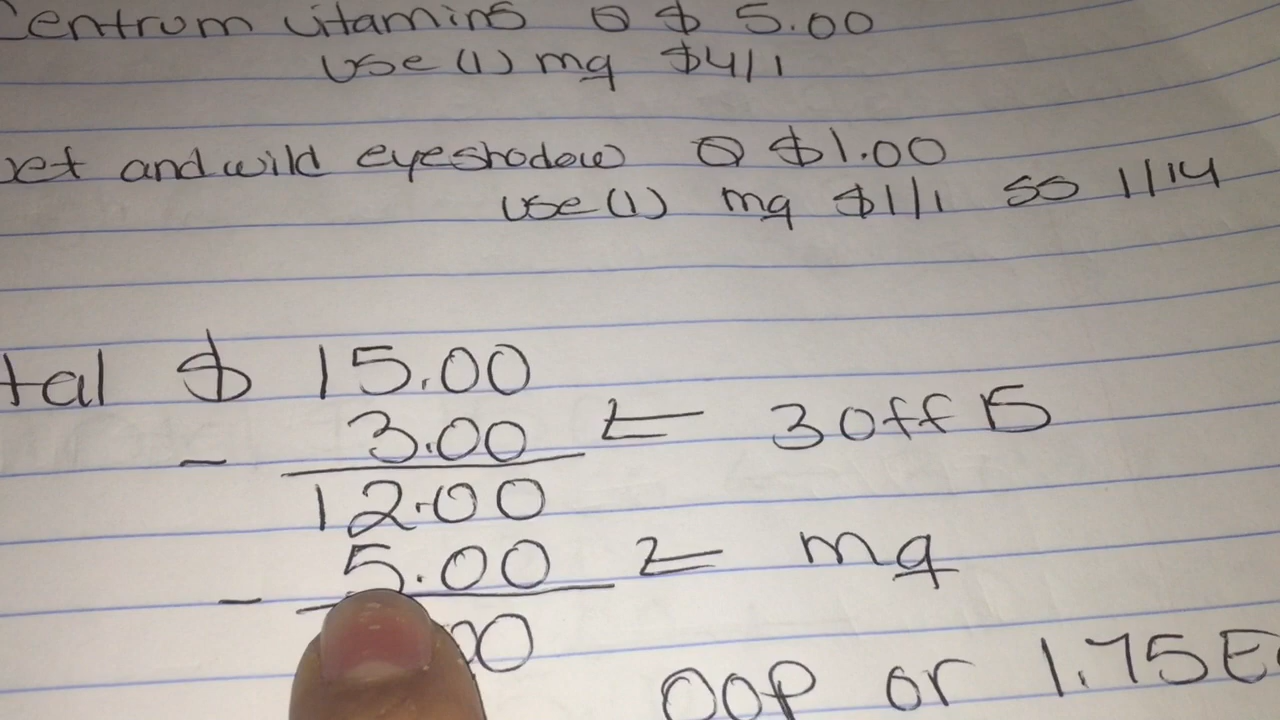 Centrum vitamins @ $ 5.00
use (1) mq $4/1
and wild eyeshadow @ $1.00
use (1) mq $1/1 ss 1/14
tal $ 15.00
- 3.00 ← 3 off 15
12.00
- 5.00 ← mq
00
OOP or 1.75E